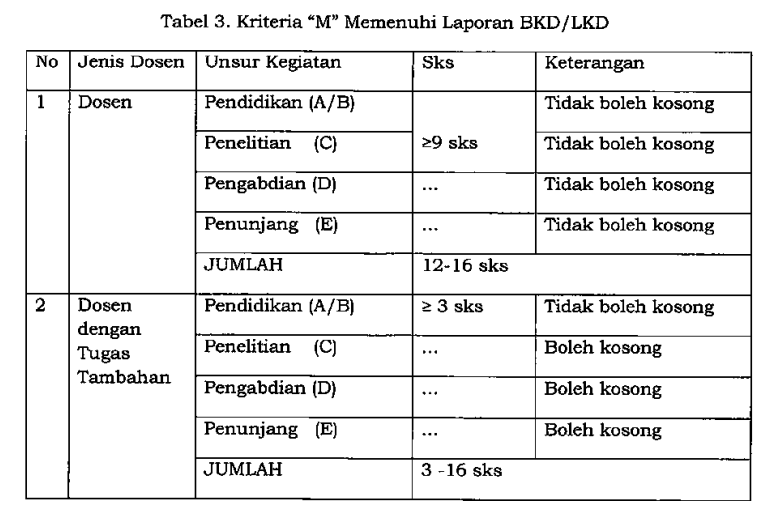 Tabel 3. Kriteria “M” Memenuhi Laporan BKD/LKD
No Jenis Dosen Unsur Kegiatan Sks Keterangan
1 Dosen Pendidikan (A/B) Tidak boleh kosong
Penelitian (C) ≥9 sks Tidak boleh kosong
Pengabdian (D) ... Tidak boleh kosong
Penunjang (E) ... Tidak boleh kosong
JUMLAH 12-16 sks
2 Dosen Pendidikan (A/B) ≥ 3 sks Tidak boleh kosong
dengan
Tugas Penelitian (C) ... Boleh kosong
Tambahan Pengabdian (D) ... Boleh kosong
Penunjang (E) ... Boleh kosong
JUMLAH 3 -16 sks